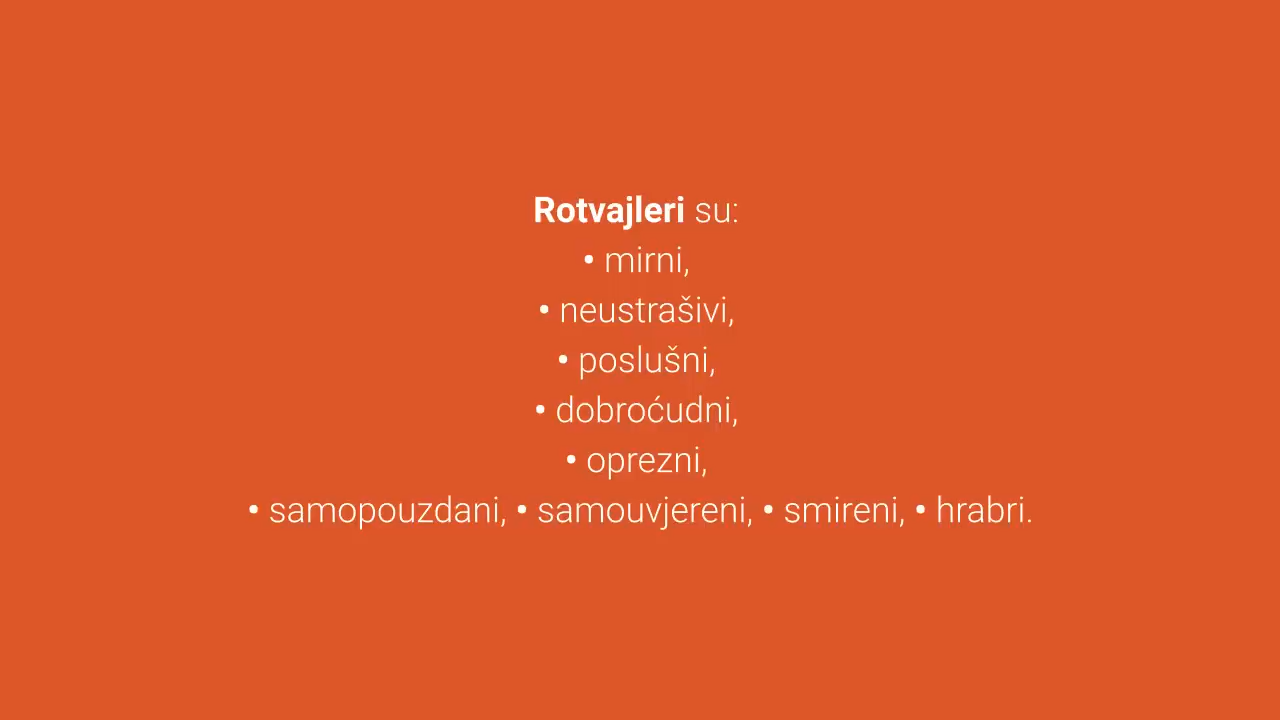 Rotvajleri su:
• mirni,
• neustrašivi,
• poslušni,
• dobroćudni,
• oprezni,
• samopouzdani, • samouvjereni, • smireni, • hrabri.